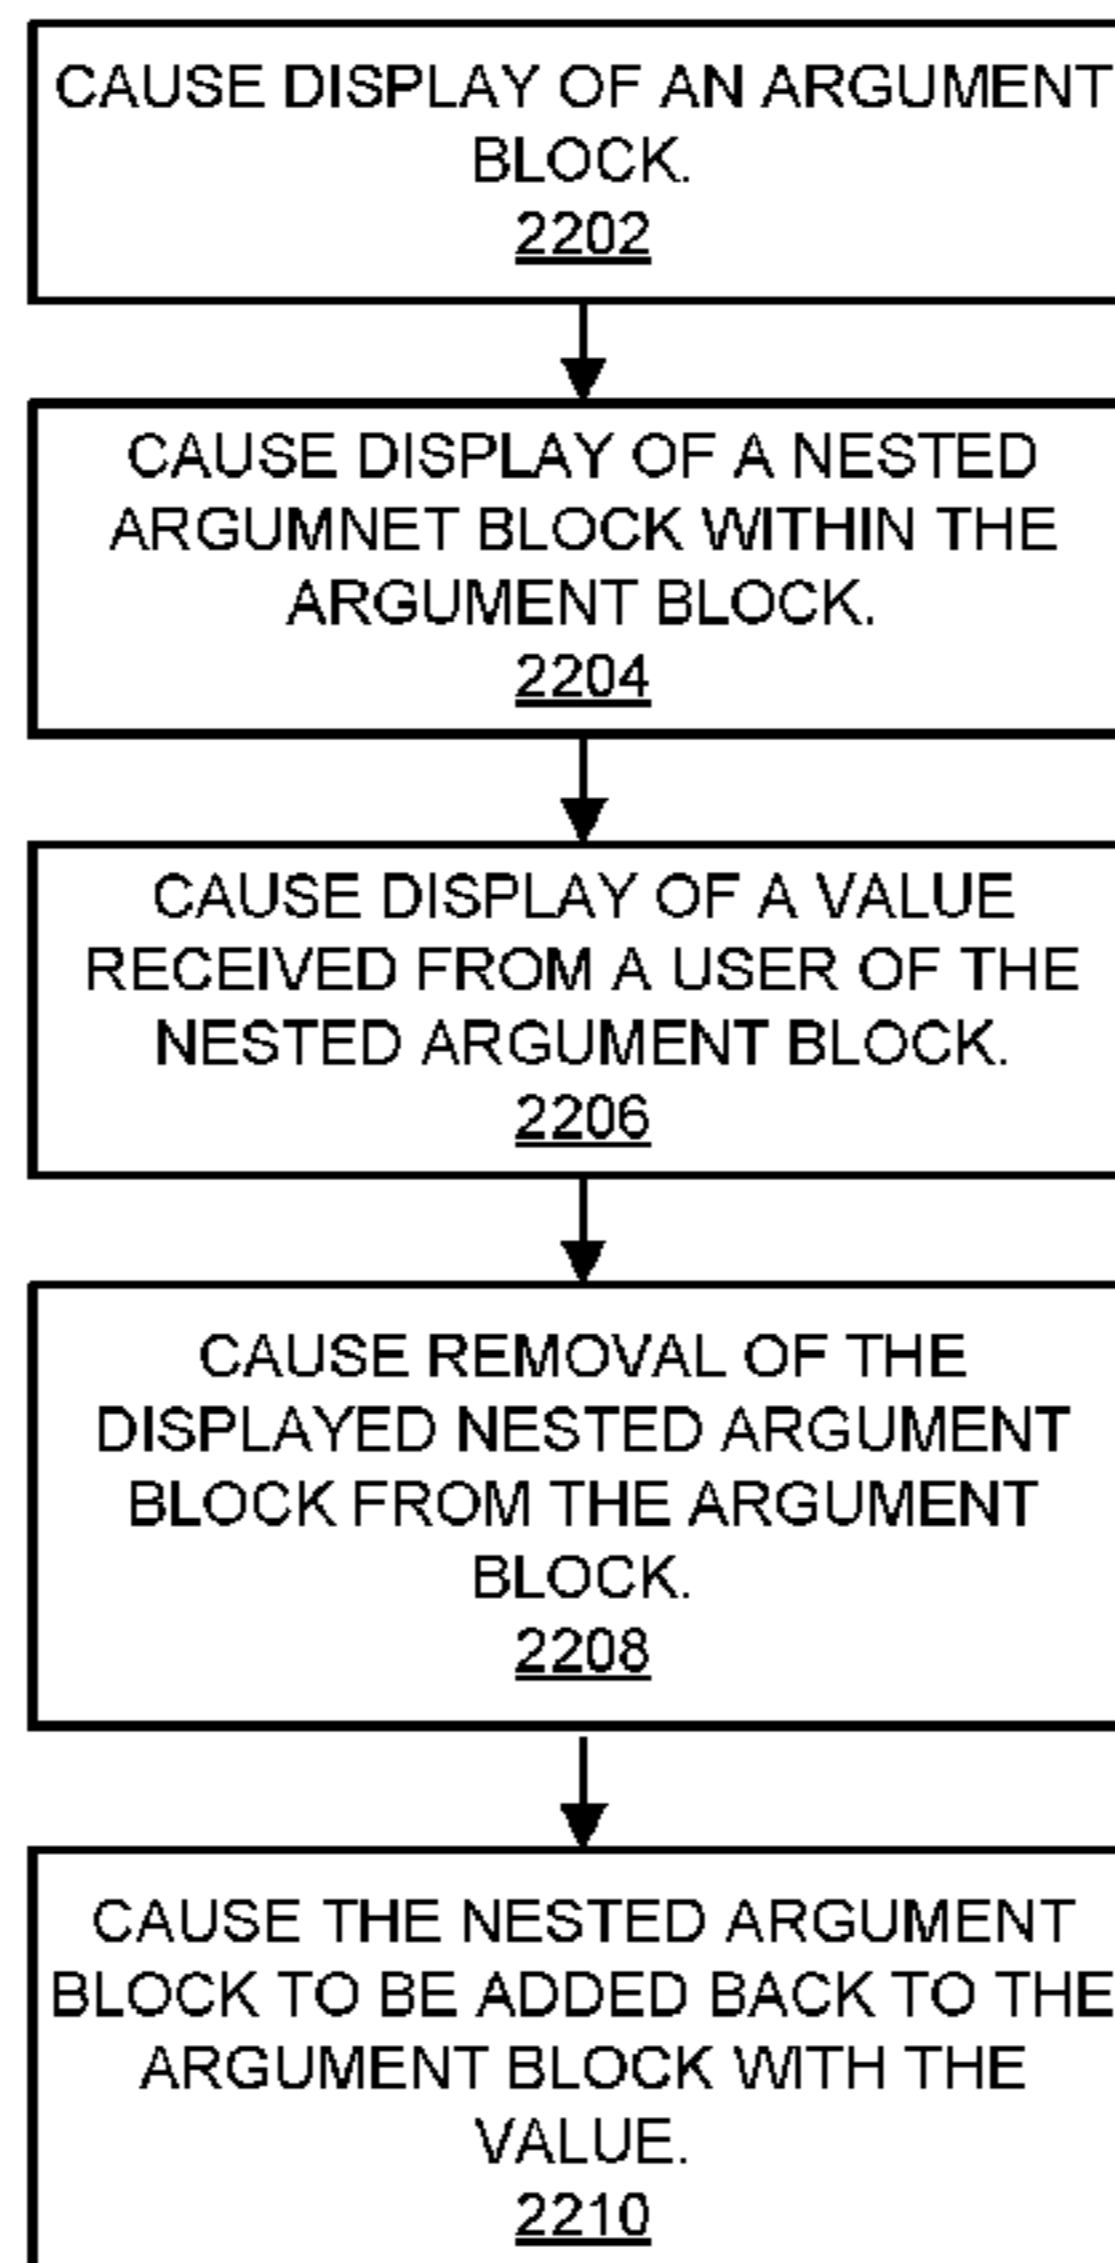 CAUSE DISPLAY OF AN ARGUMENT
BLOCK.
2202
CAUSE DISPLAY OF A NESTED
ARGUMNET BLOCK WITHIN THE
ARGUMENT BLOCK.
2204
CAUSE DISPLAY OF A VALUE
RECEIVED FROM A USER OF THE
NESTED ARGUMENT BLOCK.
2206
CAUSE REMOVAL OF THE
DISPLAYED NESTED ARGUMENT
BLOCK FROM THE ARGUMENT
BLOCK.
2208
CAUSE THE NESTED ARGUMENT
BLOCK TO BE ADDED BACK TO THE
ARGUMENT BLOCK WITH THE
VALUE.
2210